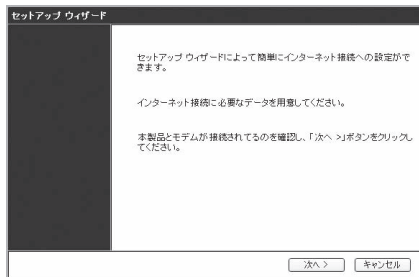 セットアップ ウィザード
セットアップ ウィザードによって簡単にインターネット接続への設定がで
きます。
インターネット接続に必要なデータを用意してください。
本製品とモデムが接続されてるのを確認し、「次へ >」ボタンをクリックし
てください。
次へ >
キャンセル